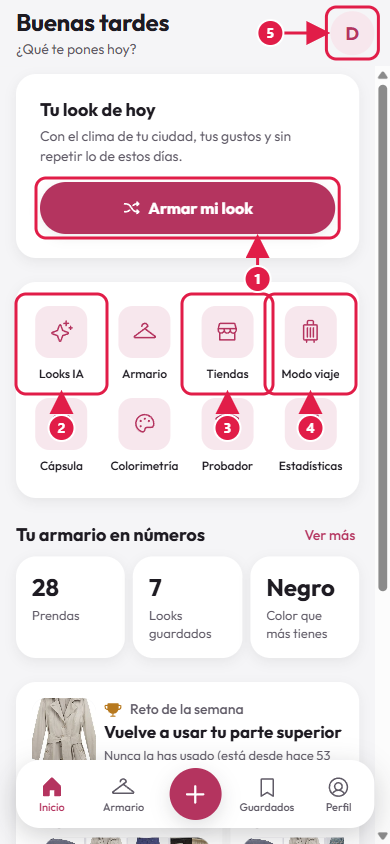 Buenas tardes
¿Qué te pones hoy?
5
D
Tu look de hoy
Con el clima de tu ciudad, tus gustos y sin
repetir lo de estos días.
Armar mi look
1
Looks IA
Armario
Tiendas
Modo viaje
2
3
4
Cápsula
Colorimetría
Probador
Estadísticas
Tu armario en números
Ver más
28
Prendas
7
Looks
guardados
Negro
Color que
más tienes
Reto de la semana
Vuelve a usar tu parte superior
Nunca la has usado (está desde hace 53
Inicio
Armario
Guardados
Perfil